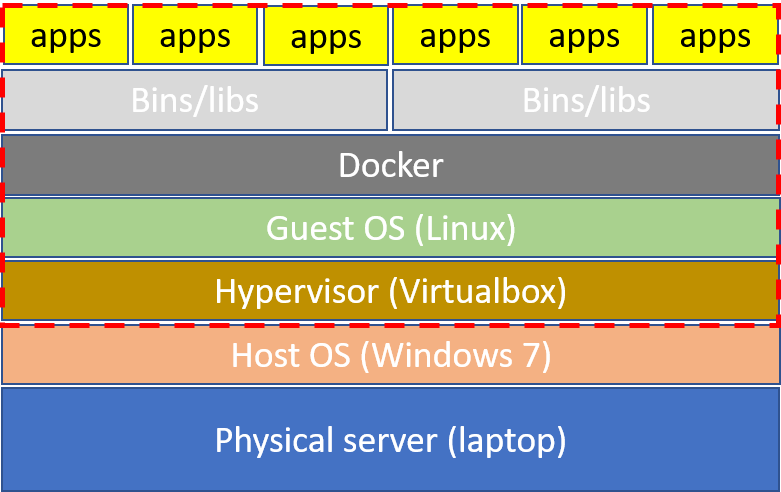 apps apps apps apps apps apps
Bins/libs Bins/libs
Docker
Guest OS (Linux)
Hypervisor (Virtualbox)
Host OS (Windows 7)
Physical server (laptop)